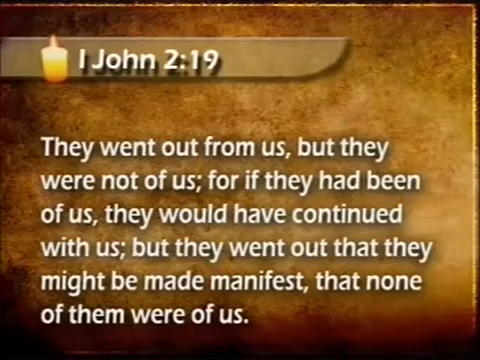 I John 2:19
They went out from us, but they
were not of us; for if they had been
of us, they would have continued
with us; but they went out that they
might be made manifest, that none
of them were of us.